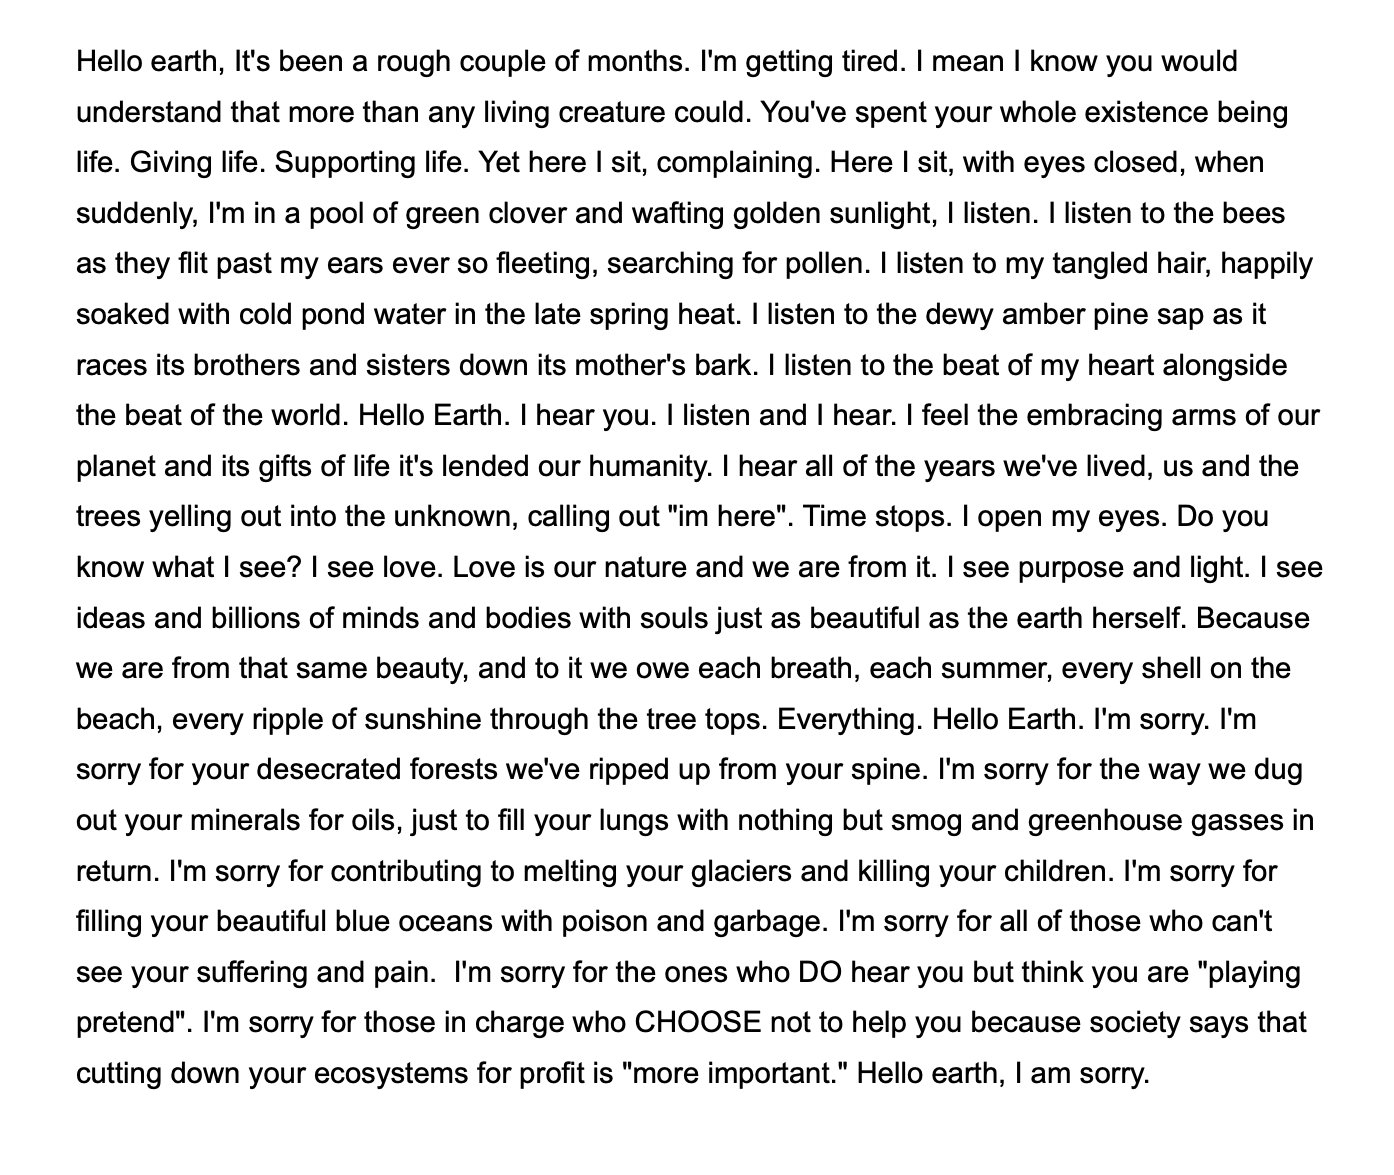 Hello earth, It's been a rough couple of months. I'm getting tired. I mean I know you would
understand that more than any living creature could. You've spent your whole existence being
life. Giving life. Supporting life. Yet here I sit, complaining. Here I sit, with eyes closed, when
suddenly, I'm in a pool of green clover and wafting golden sunlight, I listen. I listen to the bees
as they flit past my ears ever so fleeting, searching for pollen. I listen to my tangled hair, happily
soaked with cold pond water in the late spring heat. I listen to the dewy amber pine sap as it
races its brothers and sisters down its mother's bark. I listen to the beat of my heart alongside
the beat of the world. Hello Earth. I hear you. I listen and I hear. I feel the embracing arms of our
planet and its gifts of life it's lended our humanity. I hear all of the years we've lived, us and the
trees yelling out into the unknown, calling out "im here". Time stops. I open my eyes. Do you
know what I see? I see love. Love is our nature and we are from it. I see purpose and light. I see
ideas and billions of minds and bodies with souls just as beautiful as the earth herself. Because
we are from that same beauty, and to it we owe each breath, each summer, every shell on the
beach, every ripple of sunshine through the tree tops. Everything. Hello Earth. I'm sorry. I'm
sorry for your desecrated forests we've ripped up from your spine. I'm sorry for the way we dug
out your minerals for oils, just to fill your lungs with nothing but smog and greenhouse gasses in
return. I'm sorry for contributing to melting your glaciers and killing your children. I'm sorry for
filling your beautiful blue oceans with poison and garbage. I'm sorry for all of those who can't
see your suffering and pain.  I'm sorry for the ones who DO hear you but think you are "playing
pretend". I'm sorry for those in charge who CHOOSE not to help you because society says that
cutting down your ecosystems for profit is "more important." Hello earth, I am sorry.